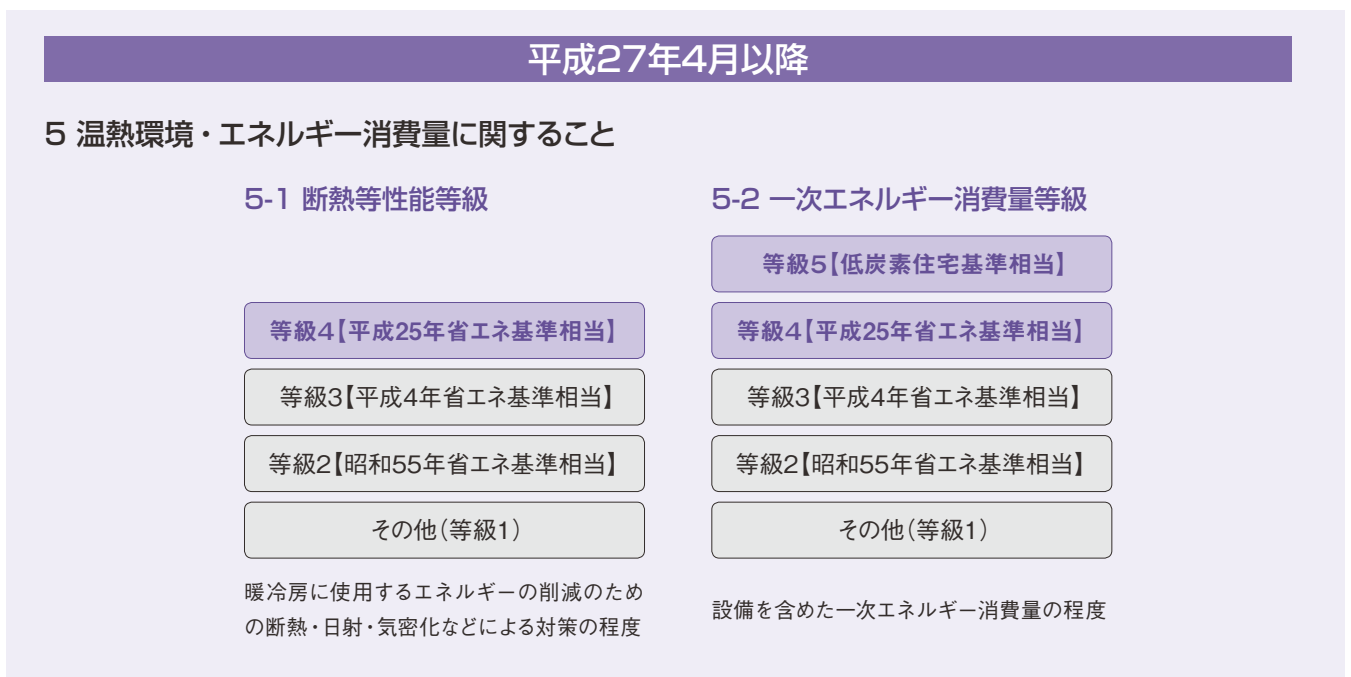 平成27年4月以降
5 温熱環境・エネルギー消費量に関すること
5-1 断熱等性能等級
等級4【平成25年省エネ基準相当】
等級3【平成4年省エネ基準相当】
等級2【昭和55年省エネ基準相当】
その他(等級1)
暖冷房に使用するエネルギーの削減のため
の断熱・日射・気密化などによる対策の程度
5-2 一次エネルギー消費量等級
等級5【低炭素住宅基準相当】
等級4【平成25年省エネ基準相当】
等級3【平成4年省エネ基準相当】
等級2【昭和55年省エネ基準相当】
その他(等級1)
設備を含めた一次エネルギー消費量の程度